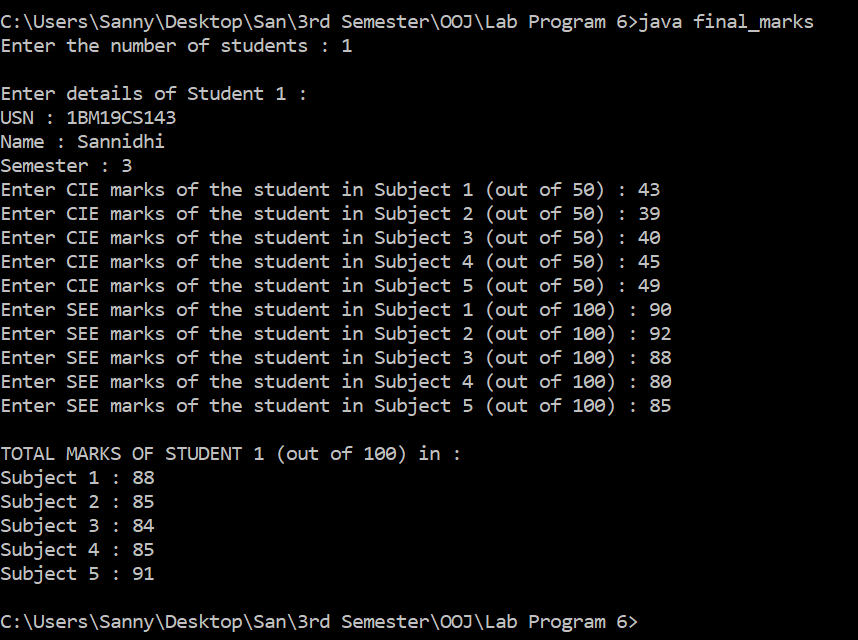 C:\Users\Sanny\Desktop\San\3rd Semester\OOJ\Lab Program 6>java final_marks
Enter the number of students : 1
Enter details of Student 1 :
USN : 1BM19CS143
Name : Sannidhi
Semester : 3
Enter CIE marks of the student in Subject 1 (out of 50) : 43
Enter CIE marks of the student in Subject 2 (out of 50) : 39
Enter CIE marks of the student in Subject 3 (out of 50) : 40
Enter CIE marks of the student in Subject 4 (out of 50) : 45
Enter CIE marks of the student in Subject 5 (out of 50) : 49
Enter SEE marks of the student in Subject 1 (out of 100) : 90
Enter SEE marks of the student in Subject 2 (out of 100) : 92
Enter SEE marks of the student in Subject 3 (out of 100) : 88
Enter SEE marks of the student in Subject 4 (out of 100) : 80
Enter SEE marks of the student in Subject 5 (out of 100) : 85
TOTAL MARKS OF STUDENT 1 (out of 100) in :
Subject 1 : 88
Subject 2 : 85
Subject 3 : 84
Subject 4 : 85
Subject 5 : 91
C:\Users\Sanny\Desktop\San\3rd Semester\OOJ\Lab Program 6>